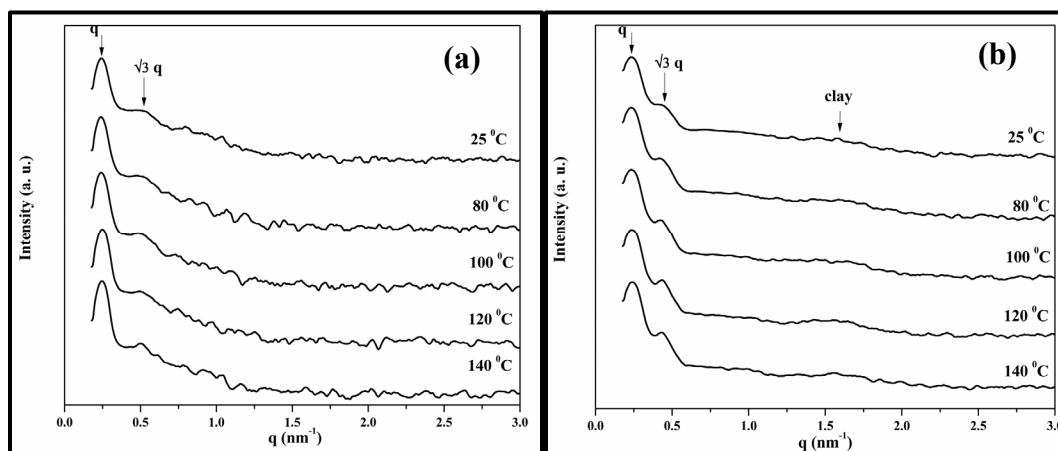 q
(a)
√3 q
25 ⁰C
80 ⁰C
100 ⁰C
120 ⁰C
140 ⁰C
Intensity (a. u.)
0.0 0.5 1.0 1.5 2.0 2.5 3.0
q (nm⁻¹)
q
(b)
√3 q
clay
25 ⁰C
80 ⁰C
100 ⁰C
120 ⁰C
140 ⁰C
Intensity (a. u.)
0.0 0.5 1.0 1.5 2.0 2.5 3.0
q (nm⁻¹)